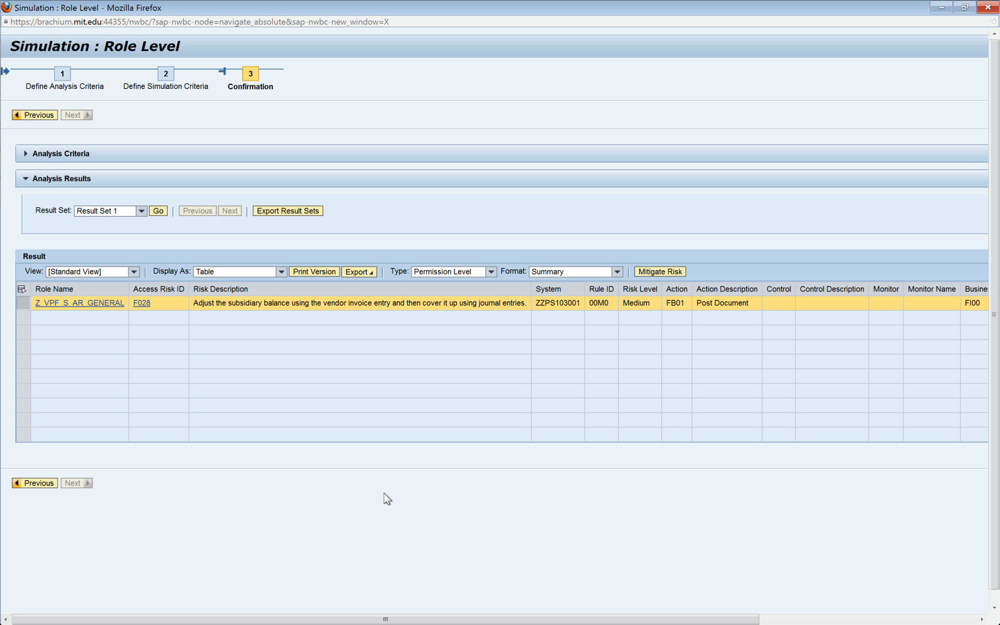 Simulation : Role Level - Mozilla Firefox
https://brachium.mit.edu:44355/nwbc/?sap-nwbc-node=navigate_absolute&sap-nwbc-new_window=X
Simulation : Role Level
1 2 3
Define Analysis Criteria Define Simulation Criteria Confirmation
Previous Next
Analysis Criteria
Analysis Results
Result Set: Result Set 1 Go Previous Next Export Result Sets
Result
View: [Standard View] Display As: Table Print Version Export Type: Permission Level Format: Summary Mitigate Risk
Role Name Access Risk ID Risk Description System Rule ID Risk Level Action Action Description Control Control Description Monitor Monitor Name Busine
Z_VPF_S_AR_GENERAL F028 Adjust the subsidiary balance using the vendor invoice entry and then cover it up using journal entries. ZZPS103001 00M0 Medium FB01 Post Document FI00
Previous Next